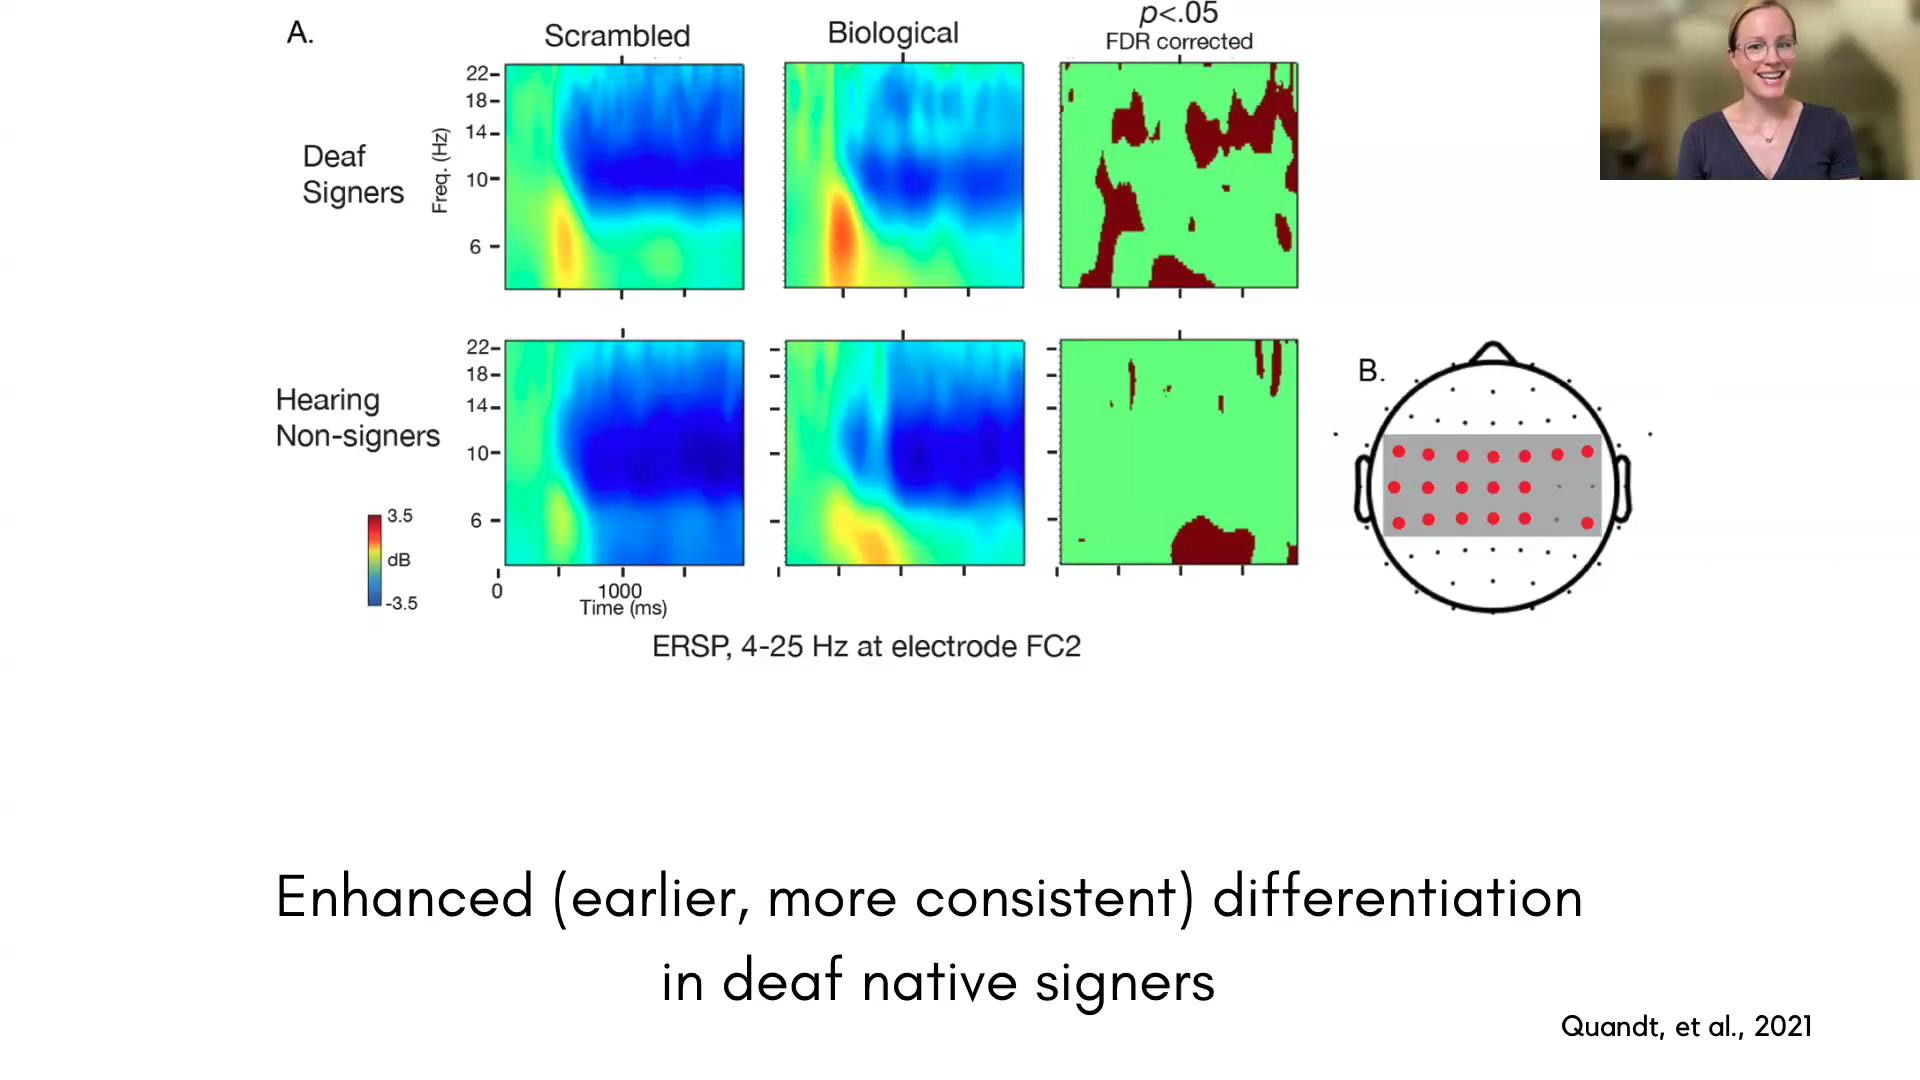 A.
Scrambled
Biological
p<.05
FDR corrected
Deaf
Signers
Freq. (Hz)
22
18
14
10
6
Hearing
Non-signers
22
18
14
10
6
3.5
dB
-3.5
0
1000
Time (ms)
B.
ERSP, 4-25 Hz at electrode FC2
Enhanced (earlier, more consistent) differentiation
in deaf native signers
Quandt, et al., 2021